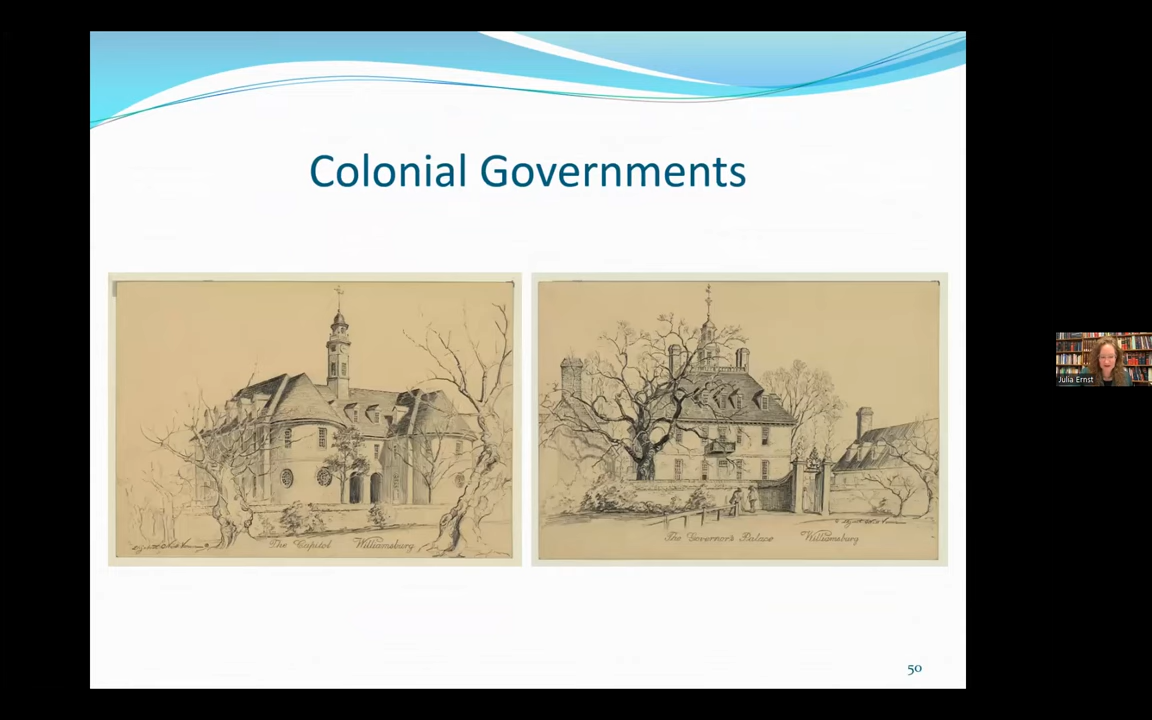 Colonial Governments
The Capitol Williamsburg
The Governor's Palace Williamsburg
50
Julia Ernst